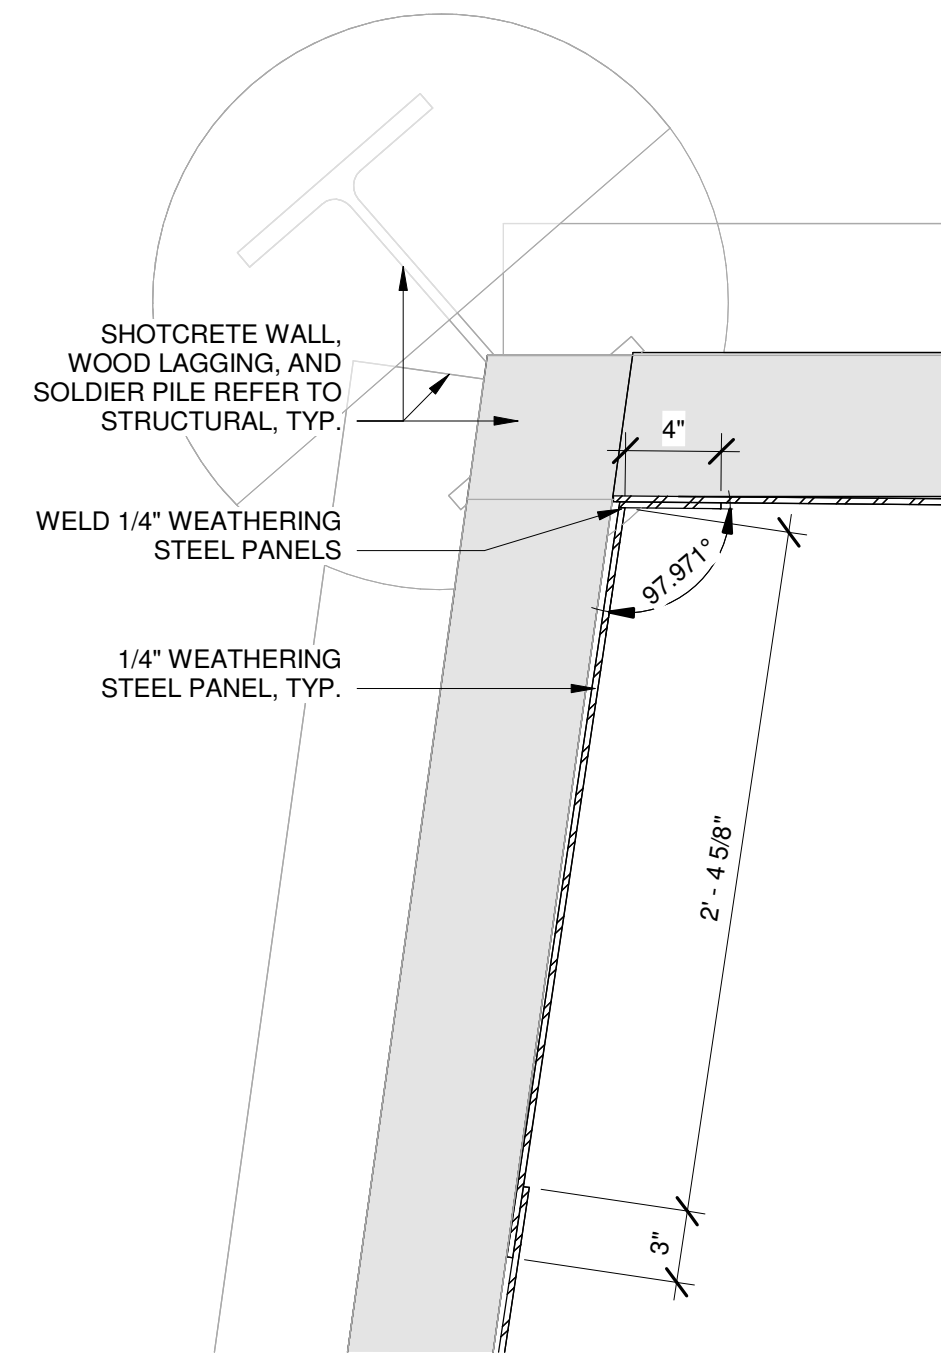 SHOTCRETE WALL,
WOOD LAGGING, AND
SOLDIER PILE REFER TO
STRUCTURAL, TYP.
4"
WELD 1/4" WEATHERING
STEEL PANELS
97.971°
1/4" WEATHERING
STEEL PANEL, TYP.
2' - 4 5/8"
3"